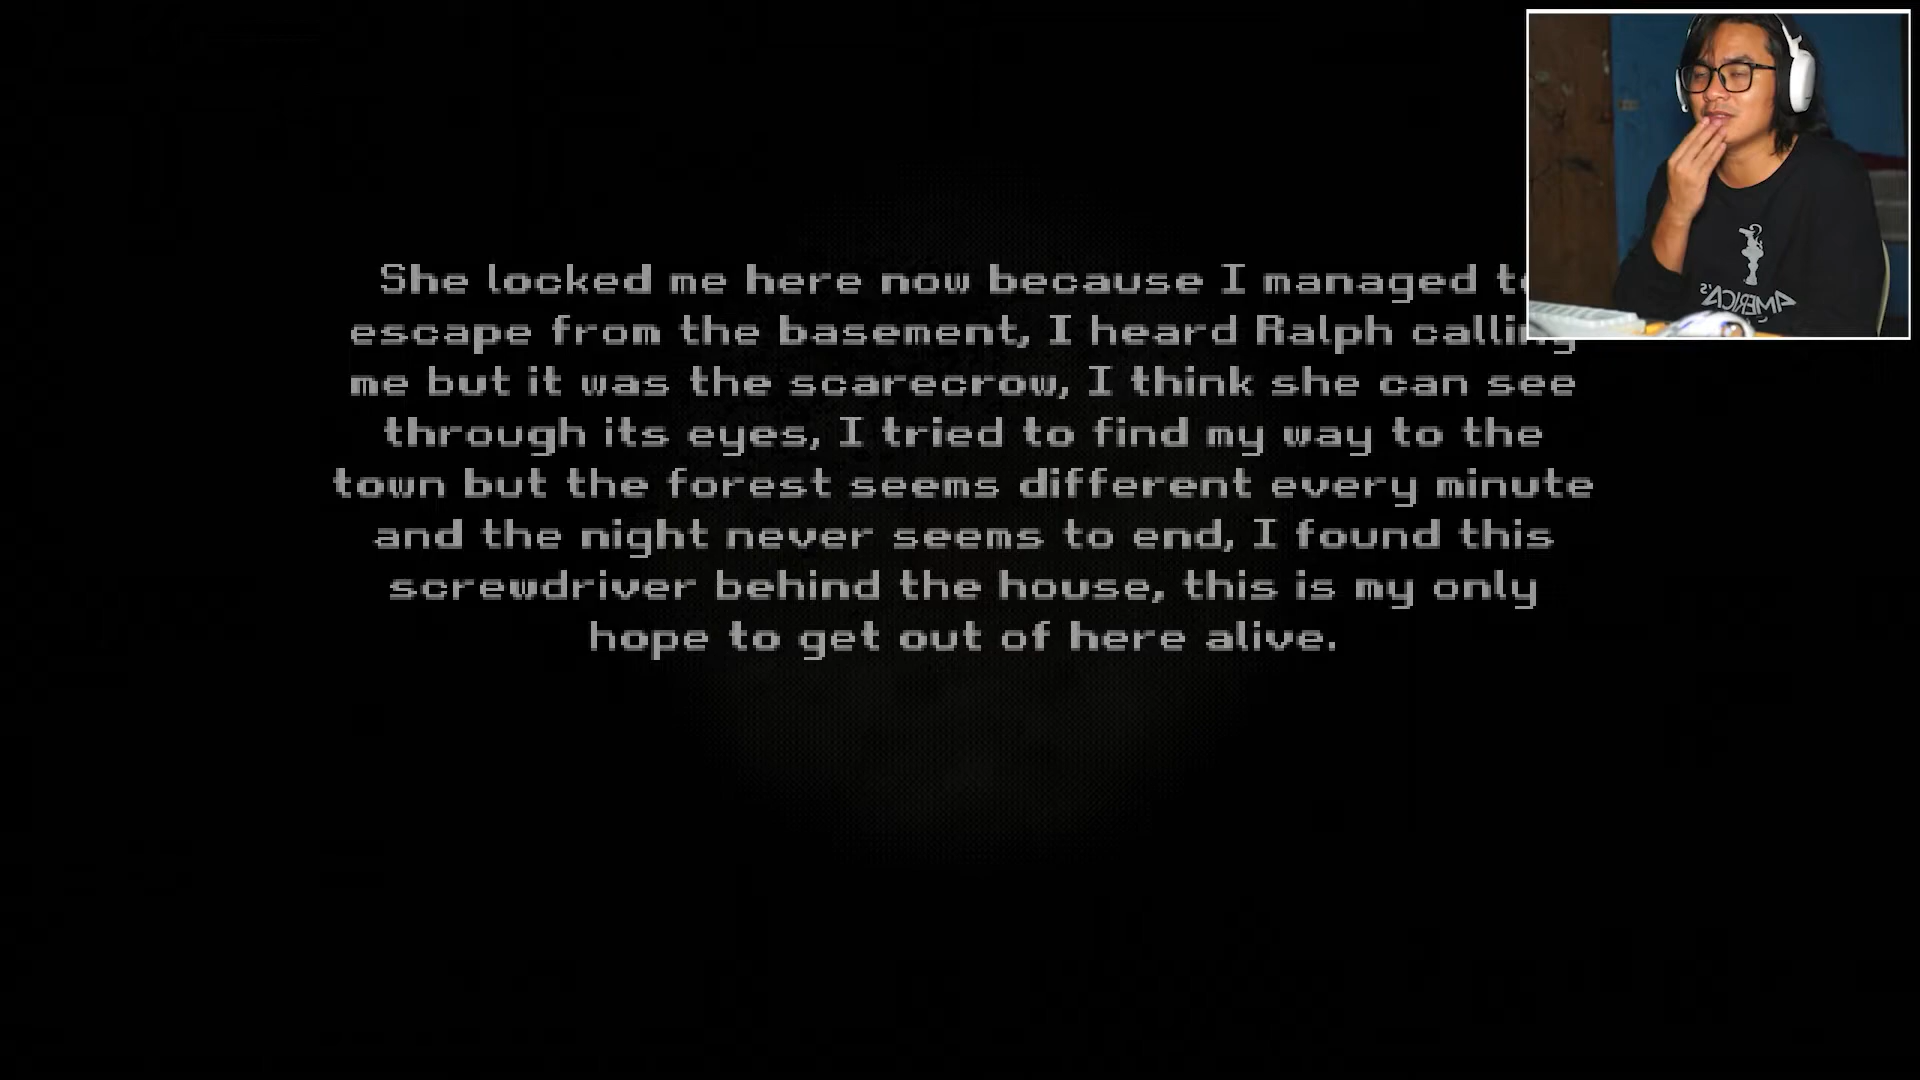 She locked me here now because I managed to
escape from the basement, I heard Ralph calling
me but it was the scarecrow, I think she can see
through its eyes, I tried to find my way to the
town but the forest seems different every minute
and the night never seems to end, I found this
screwdriver behind the house, this is my only
hope to get out of here alive.
AMERICA'S